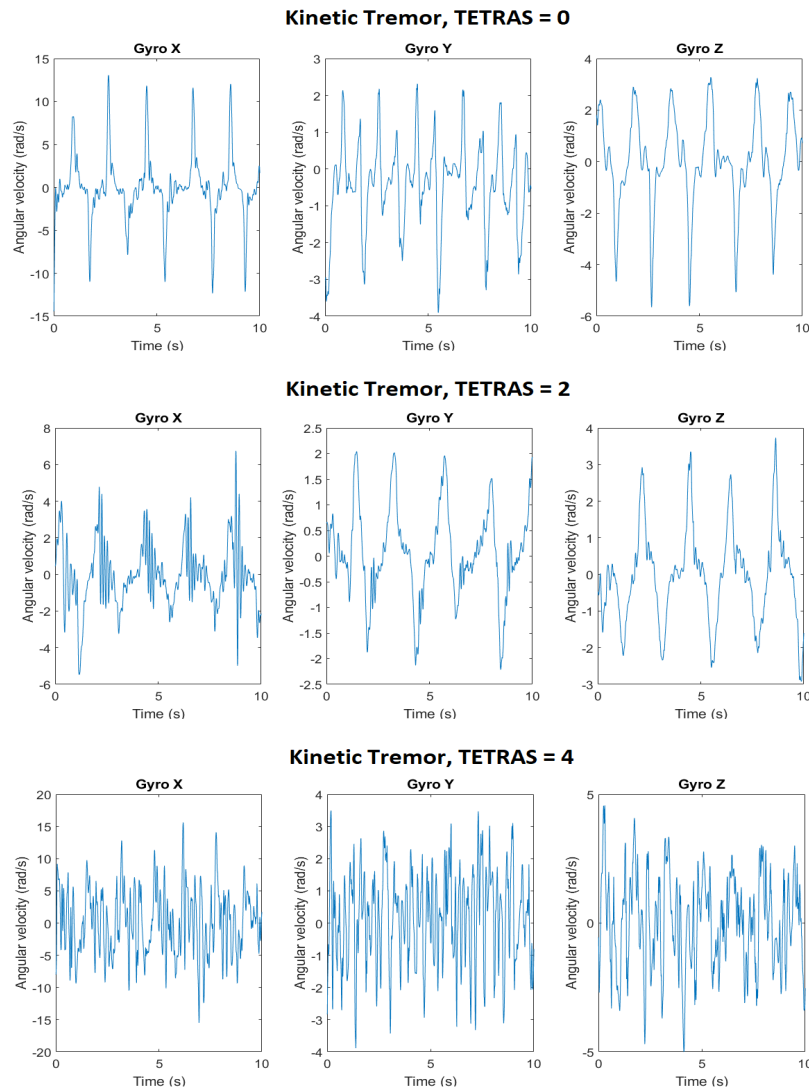 Kinetic Tremor, TETRAS = 0
Gyro X Gyro Y Gyro Z
15 10 5 0 -5 -10 -15
Angular velocity (rad/s)
0 5 10
Time (s)
3 2 1 0 -1 -2 -3 -4
Angular velocity (rad/s)
0 5 10
Time (s)
4 2 0 -2 -4 -6
Angular velocity (rad/s)
0 5 10
Time (s)
Kinetic Tremor, TETRAS = 2
Gyro X Gyro Y Gyro Z
8 6 4 2 0 -2 -4 -6
Angular velocity (rad/s)
0 5 10
Time (s)
2.5 2 1.5 1 0.5 0 -0.5 -1 -1.5 -2 -2.5
Angular velocity (rad/s)
0 5 10
Time (s)
4 3 2 1 0 -1 -2 -3
Angular velocity (rad/s)
0 5 10
Time (s)
Kinetic Tremor, TETRAS = 4
Gyro X Gyro Y Gyro Z
20 15 10 5 0 -5 -10 -15 -20
Angular velocity (rad/s)
0 5 10
Time (s)
4 3 2 1 0 -1 -2 -3 -4
Angular velocity (rad/s)
0 5 10
Time (s)
5 0 -5
Angular velocity (rad/s)
0 5 10
Time (s)